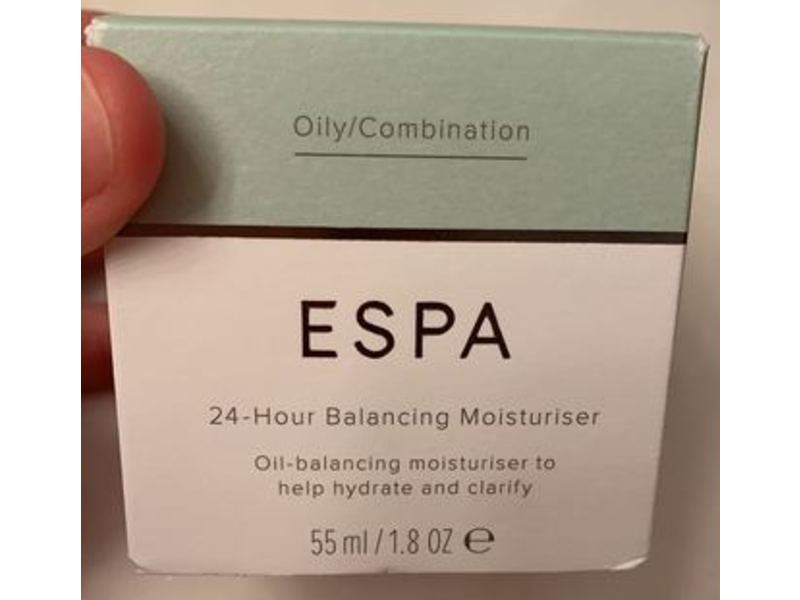 Oily/Combination
ESPA
24-Hour Balancing Moisturiser
Oil-balancing moisturiser to
help hydrate and clarify
55 ml / 1.8 OZ ℮